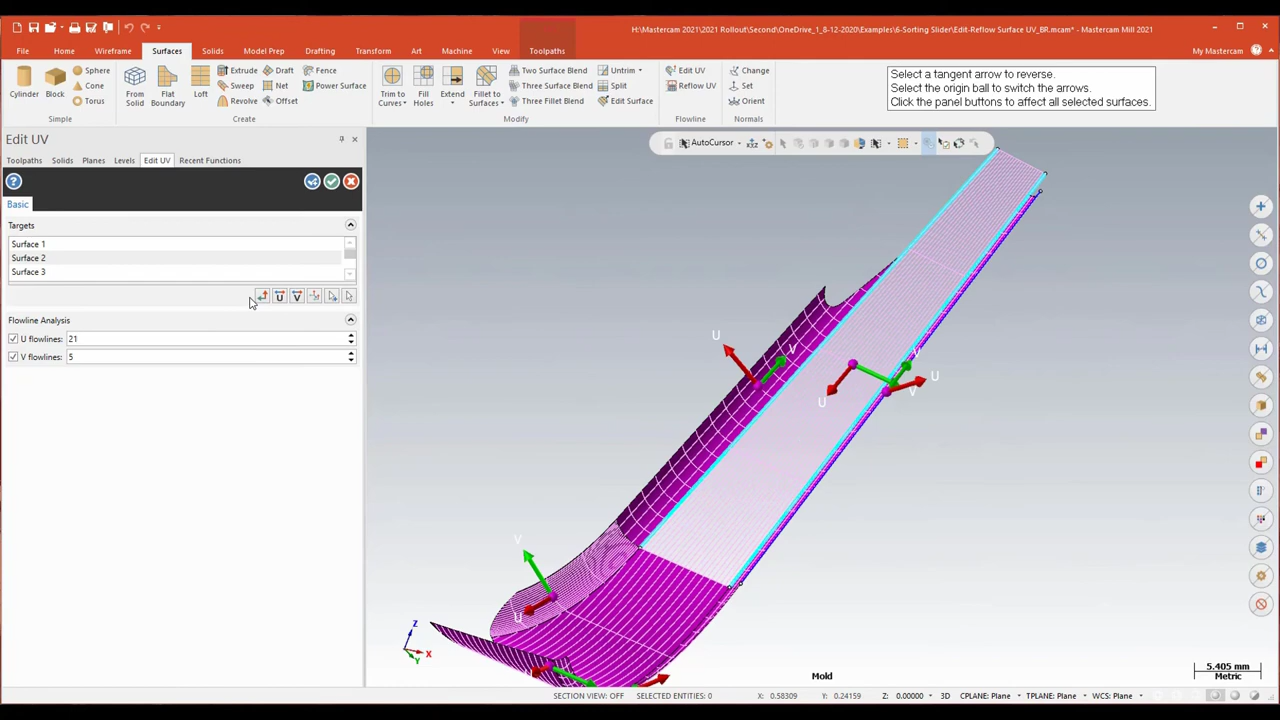 H:\Mastercam 2021\2021 Rollout\Second\OneDrive_1_8-12-2020\Examples\6-Sorting Slider\Edit-Reflow Surface UV_BR.mcam* - Mastercam Mill 2021
File Home Wireframe Surfaces Solids Model Prep Drafting Transform Art Machine View Toolpaths My Mastercam
Cylinder Block Sphere Cone Torus
Simple
From Solid Flat Boundary Loft Extrude Sweep Revolve Draft Net Offset Fence Power Surface
Create
Trim to Curves Fill Holes Extend Fillet to Surfaces Two Surface Blend Three Surface Blend Three Fillet Blend Untrim Split Edit Surface
Modify
Edit UV Reflow UV
Flowline
Change Set Orient
Normals
Select a tangent arrow to reverse.
Select the origin ball to switch the arrows.
Click the panel buttons to affect all selected surfaces.
Edit UV
Toolpaths Solids Planes Levels Edit UV Recent Functions
Basic
Targets
Surface 1
Surface 2
Surface 3
U V
Flowline Analysis
U flowlines: 21
V flowlines: 5
AutoCursor
U V
V U
U V
V
U
Z
X
Y
5.405 mm
Metric
Mold
SECTION VIEW: OFF SELECTED ENTITIES: 0 X: 0.58309 Y: 0.24159 Z: 0.00000 3D CPLANE: Plane TPLANE: Plane WCS: Plane